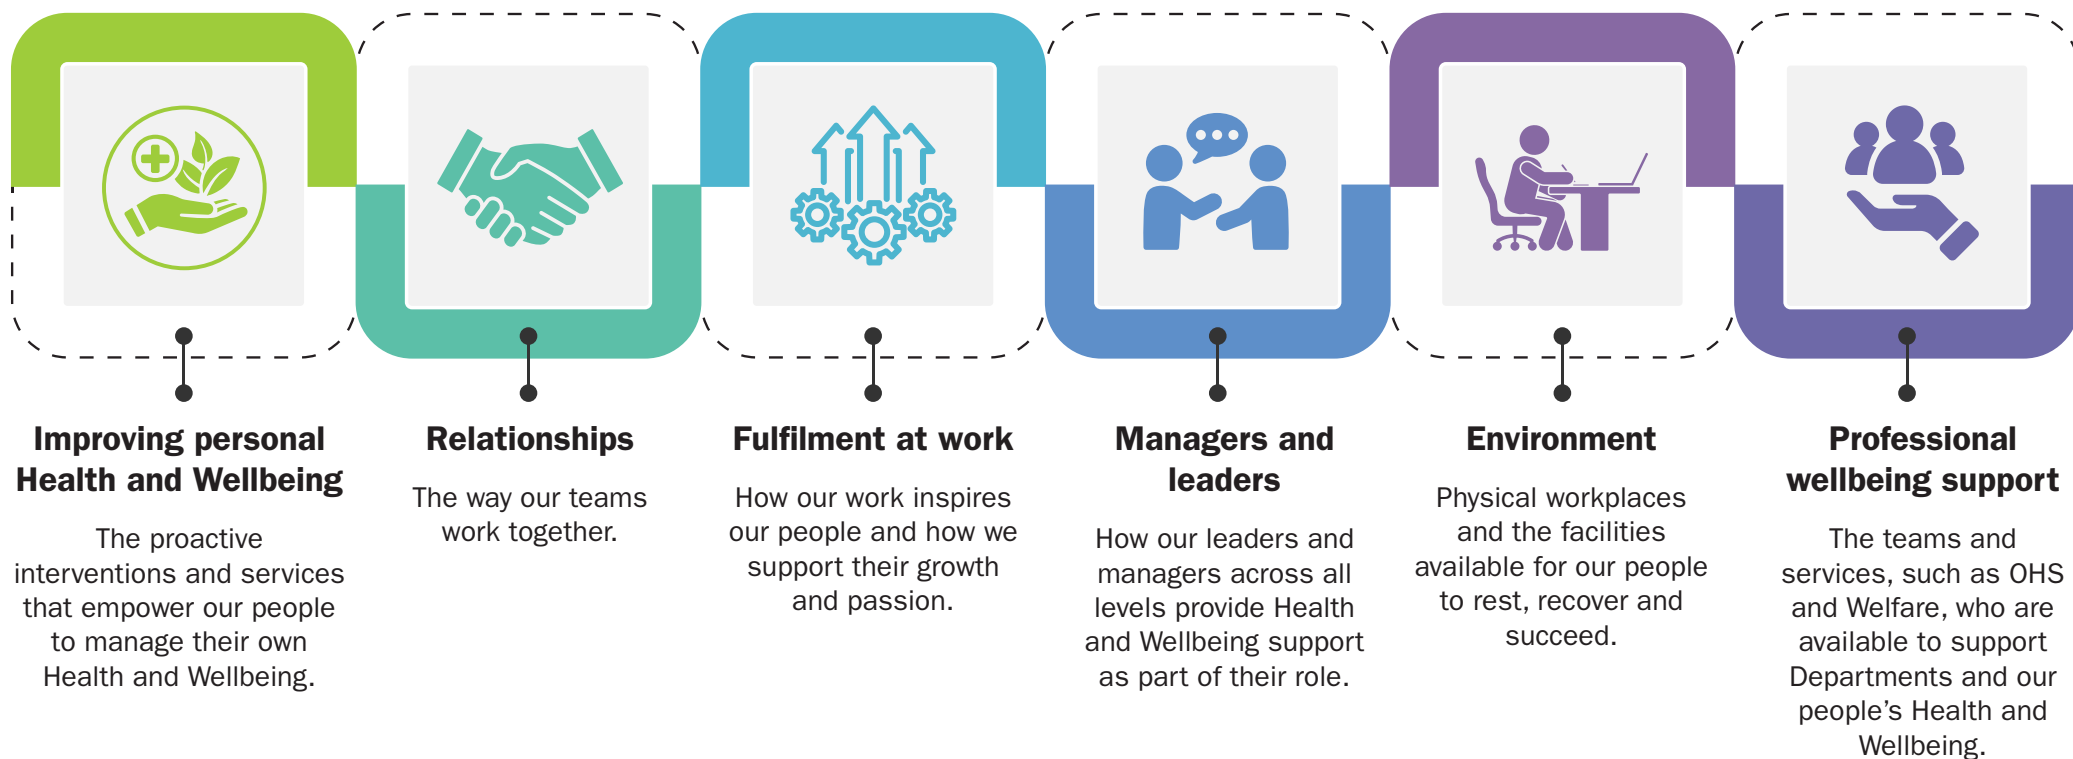 Improving personal
Health and Wellbeing
The proactive
interventions and services
that empower our people
to manage their own
Health and Wellbeing.
Relationships
The way our teams
work together.
Fulfilment at work
How our work inspires
our people and how we
support their growth
and passion.
Managers and
leaders
How our leaders and
managers across all
levels provide Health
and Wellbeing support
as part of their role.
Environment
Physical workplaces
and the facilities
available for our people
to rest, recover and
succeed.
Professional
wellbeing support
The teams and
services, such as OHS
and Welfare, who are
available to support
Departments and our
people’s Health and
Wellbeing.